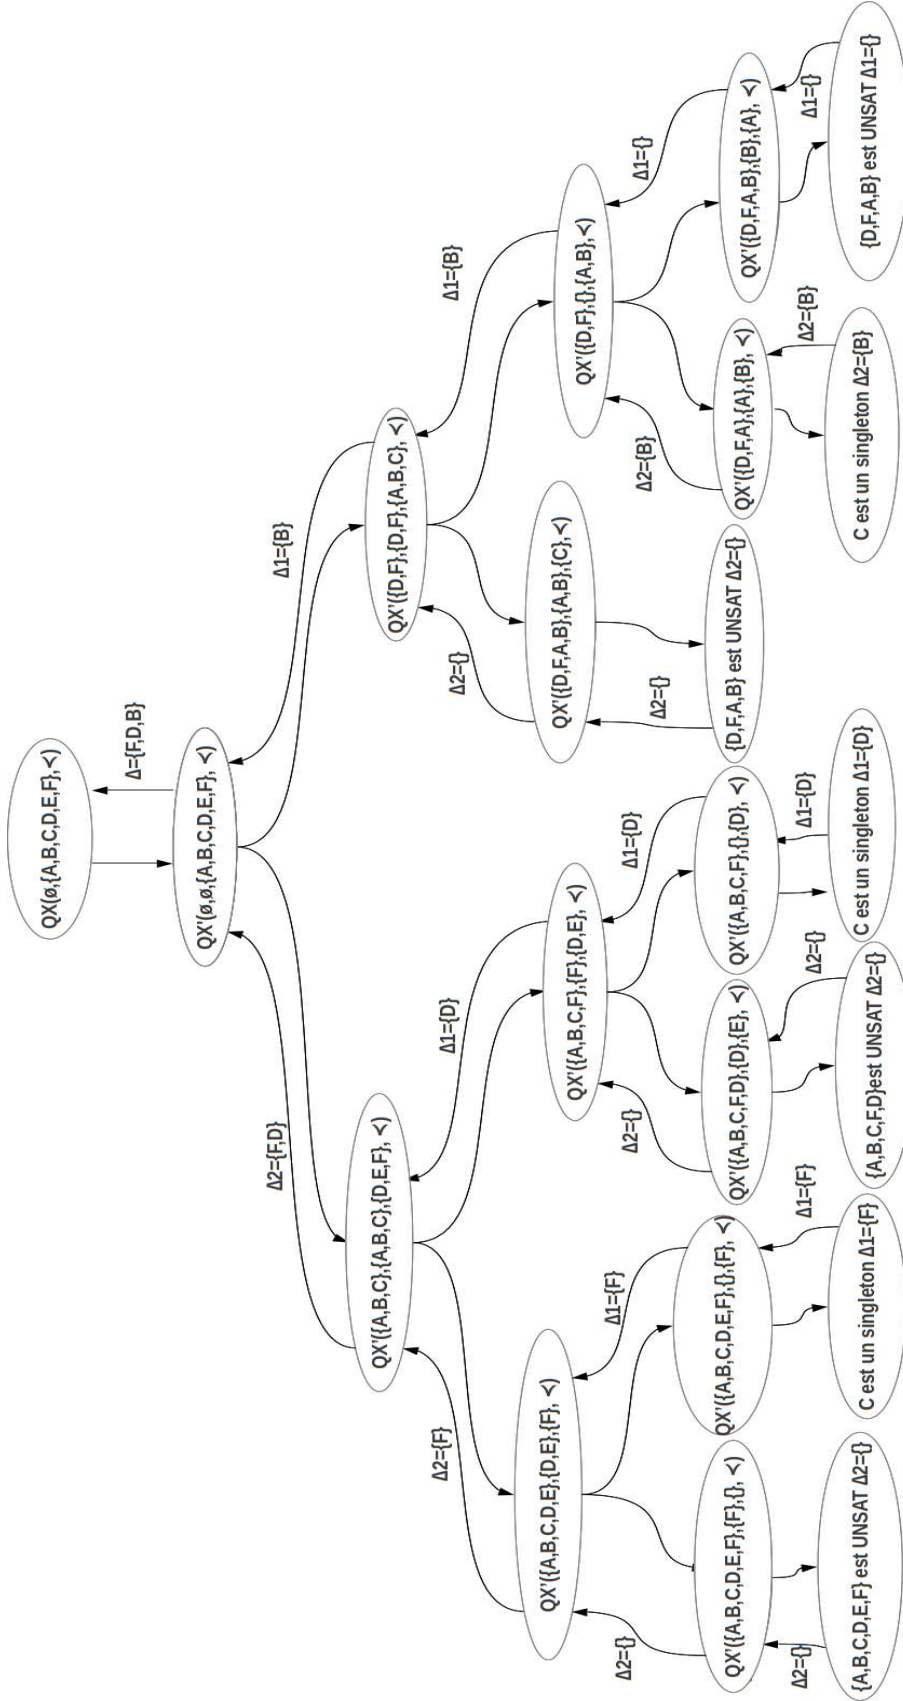 QX(ø,{A,B,C,D,E,F},≺)
Δ={F,D,B}
QX'(ø,ø,{A,B,C,D,E,F}, ≺)
Δ2={F,D}
Δ1={B}
QX'({A,B,C},{A,B,C},{D,E,F}, ≺)
QX'({D,F},{D,F},{A,B,C}, ≺)
Δ2={F}
Δ1={D}
Δ2={}
Δ1={B}
QX'({A,B,C,D,E},{D,E},{F}, ≺)
QX'({A,B,C,F},{F},{D,E}, ≺)
QX'({D,F,A,B},{A,B},{C},≺)
QX'({D,F},{},{A,B},≺)
Δ2={}
Δ1={F}
Δ2={}
Δ1={D}
Δ2={}
Δ2={B}
Δ1={}
QX'({A,B,C,D,E,F},{F},{}, ≺)
QX'({A,B,C,D,E,F},{},{F}, ≺)
QX'({A,B,C,F,D},{D},{E}, ≺)
QX'({A,B,C,F},{},{D}, ≺)
{D,F,A,B} est UNSAT Δ2={}
QX'({D,F,A},{A},{B}, ≺)
QX'({D,F,A,B},{B},{A}, ≺)
Δ2={}
Δ1={F}
Δ2={}
Δ1={D}
Δ2={B}
Δ1={}
{A,B,C,D,E,F} est UNSAT Δ2={}
C est un singleton Δ1={F}
{A,B,C,F,D}est UNSAT Δ2={}
C est un singleton Δ1={D}
C est un singleton Δ2={B}
{D,F,A,B} est UNSAT Δ1={}